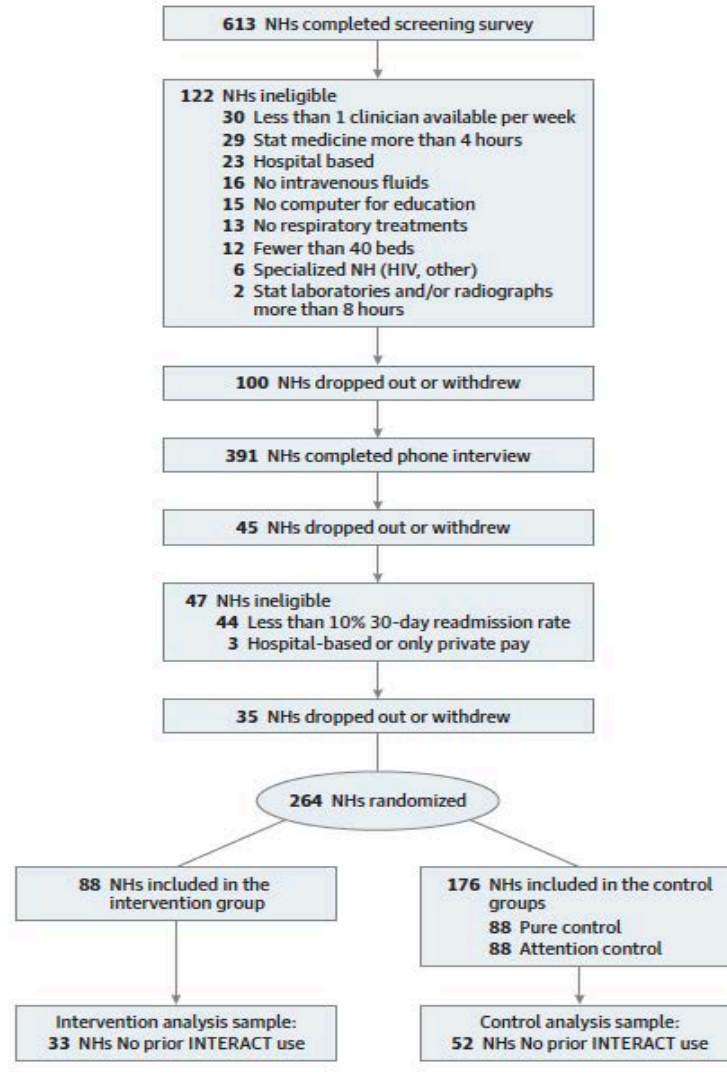 613 NHs completed screening survey
122 NHs ineligible
30 Less than 1 clinician available per week
29 Stat medicine more than 4 hours
23 Hospital based
16 No intravenous fluids
15 No computer for education
13 No respiratory treatments
12 Fewer than 40 beds
6 Specialized NH (HIV, other)
2 Stat laboratories and/or radiographs
more than 8 hours
100 NHs dropped out or withdrew
391 NHs completed phone interview
45 NHs dropped out or withdrew
47 NHs ineligible
44 Less than 10% 30-day readmission rate
3 Hospital-based or only private pay
35 NHs dropped out or withdrew
264 NHs randomized
88 NHs included in the
intervention group
176 NHs included in the control
groups
88 Pure control
88 Attention control
Intervention analysis sample:
33 NHs No prior INTERACT use
Control analysis sample:
52 NHs No prior INTERACT use